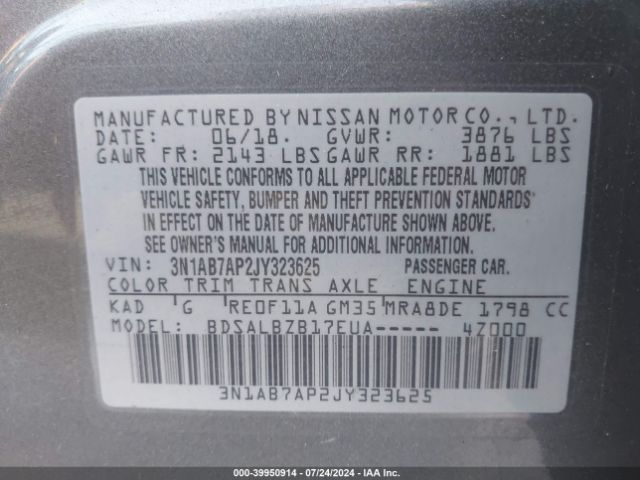 MANUFACTURED BY NISSAN MOTOR CO., LTD.
DATE: 06/18. GVWR: 3876 LBS
GAWR FR: 2143 LBS GAWR RR: 1881 LBS
THIS VEHICLE CONFORMS TO ALL APPLICABLE FEDERAL MOTOR
VEHICLE SAFETY, BUMPER AND THEFT PREVENTION STANDARDS
IN EFFECT ON THE DATE OF MANUFACTURE SHOWN ABOVE.
SEE OWNER'S MANUAL FOR ADDITIONAL INFORMATION.
VIN: 3N1AB7AP2JY323625 PASSENGER CAR.
COLOR TRIM TRANS AXLE ENGINE
KAD G RE0F11A GM35 MRA8DE 1798 CC
MODEL: BDSALBZB17EUA----- 4Z000
3N1AB7AP2JY323625
000-39950914 / 07/24/2024 / IAA Inc.